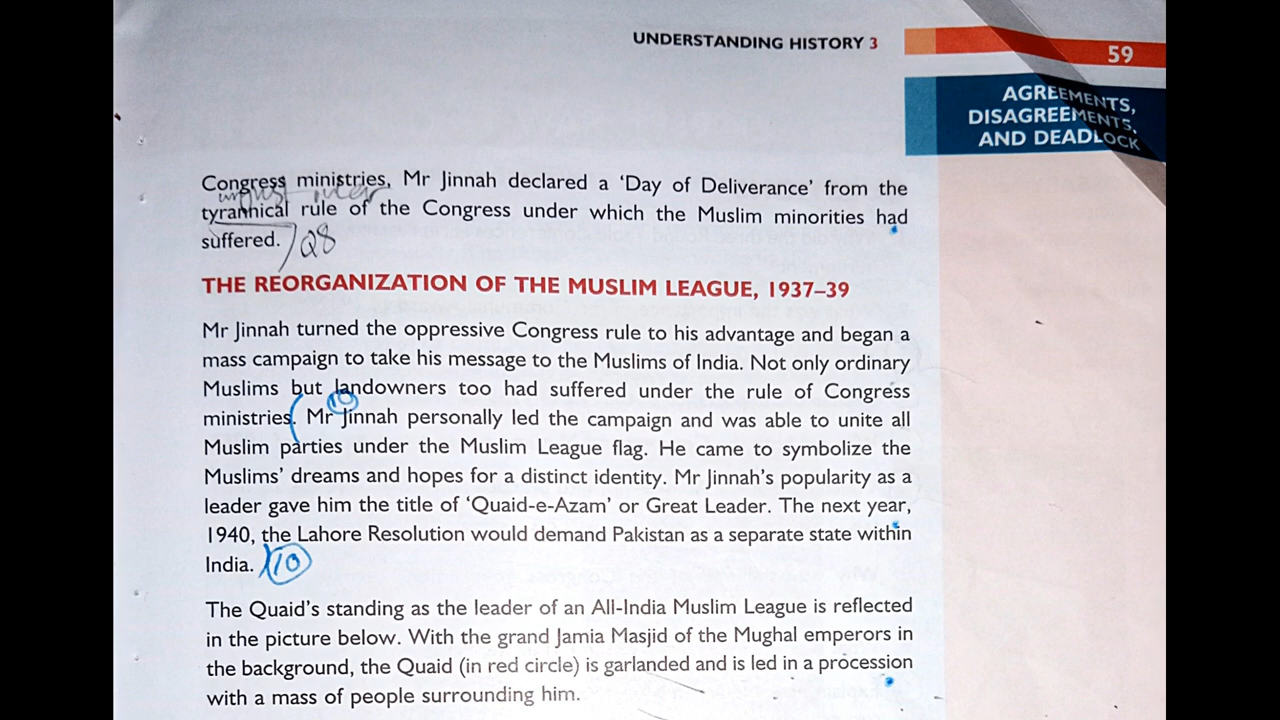 UNDERSTANDING HISTORY 3
59
AGREEMENTS,
DISAGREEMENTS,
AND DEADLOCK
Congress ministries, Mr Jinnah declared a ‘Day of Deliverance’ from the
unjust ruler
tyrannical rule of the Congress under which the Muslim minorities had
suffered. Q8
THE REORGANIZATION OF THE MUSLIM LEAGUE, 1937–39
Mr Jinnah turned the oppressive Congress rule to his advantage and began a
mass campaign to take his message to the Muslims of India. Not only ordinary
Muslims but landowners too had suffered under the rule of Congress
10
ministries. Mr Jinnah personally led the campaign and was able to unite all
Muslim parties under the Muslim League flag. He came to symbolize the
Muslims’ dreams and hopes for a distinct identity. Mr Jinnah’s popularity as a
leader gave him the title of ‘Quaid-e-Azam’ or Great Leader. The next year,
1940, the Lahore Resolution would demand Pakistan as a separate state within
India. 10
The Quaid’s standing as the leader of an All-India Muslim League is reflected
in the picture below. With the grand Jamia Masjid of the Mughal emperors in
the background, the Quaid (in red circle) is garlanded and is led in a procession
with a mass of people surrounding him.